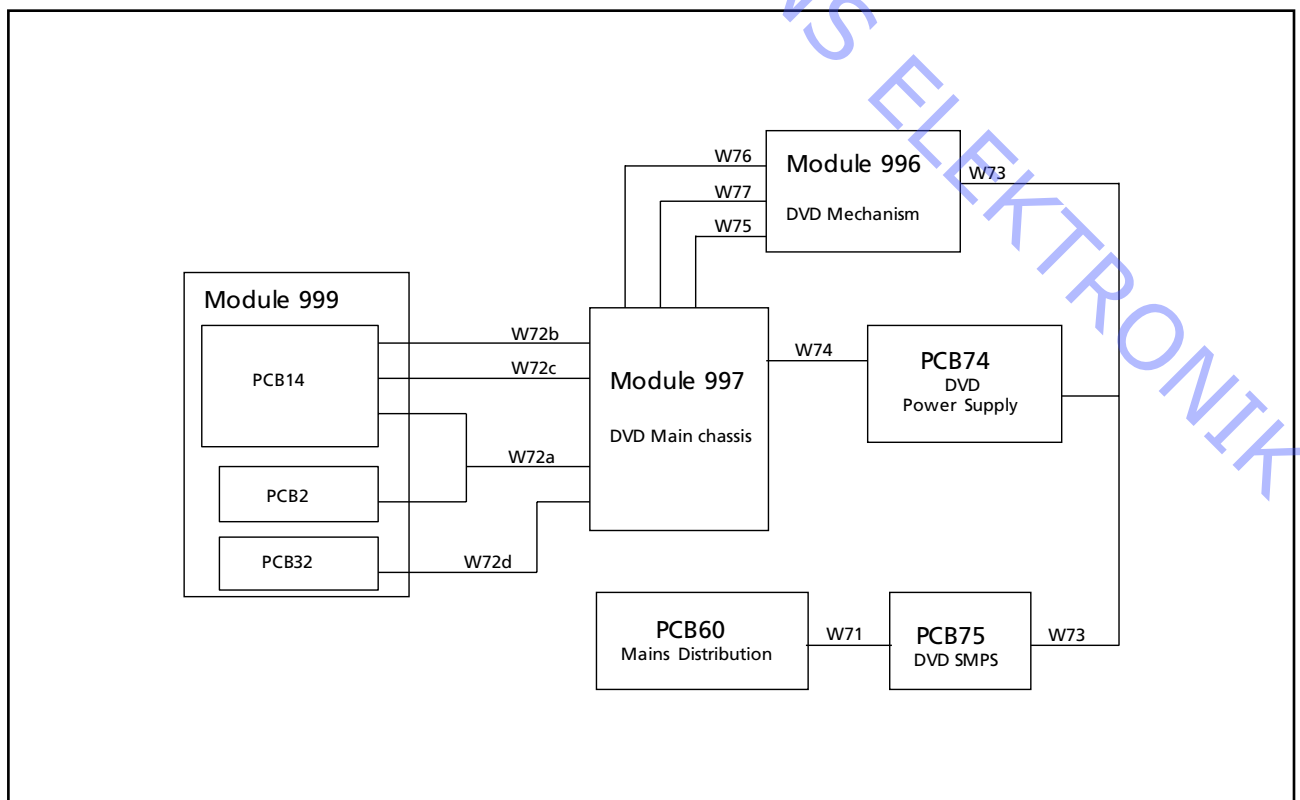 NS ELEKTRONIK
W76
Module 996
W73
W77
DVD Mechanism
W75
Module 999
W72b
PCB14
W72c
Module 997
DVD Main chassis
W74
PCB74
DVD
Power Supply
W72a
PCB2
PCB32
W72d
PCB60
Mains Distribution
W71
PCB75
DVD SMPS
W73